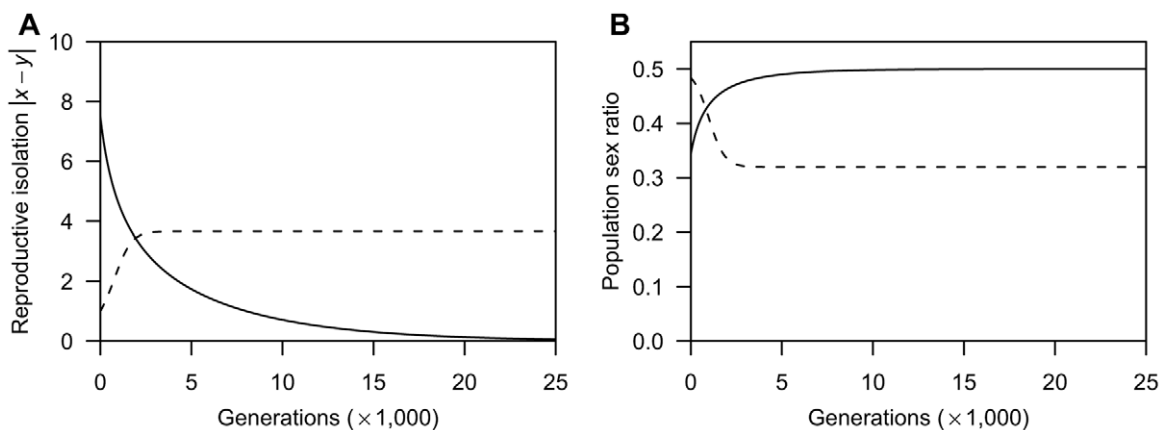 A
Reproductive isolation |x – y|
10
8
6
4
2
0
0 5 10 15 20 25
Generations (×1,000)
B
Population sex ratio
0.5
0.4
0.3
0.2
0.1
0.0
0 5 10 15 20 25
Generations (×1,000)